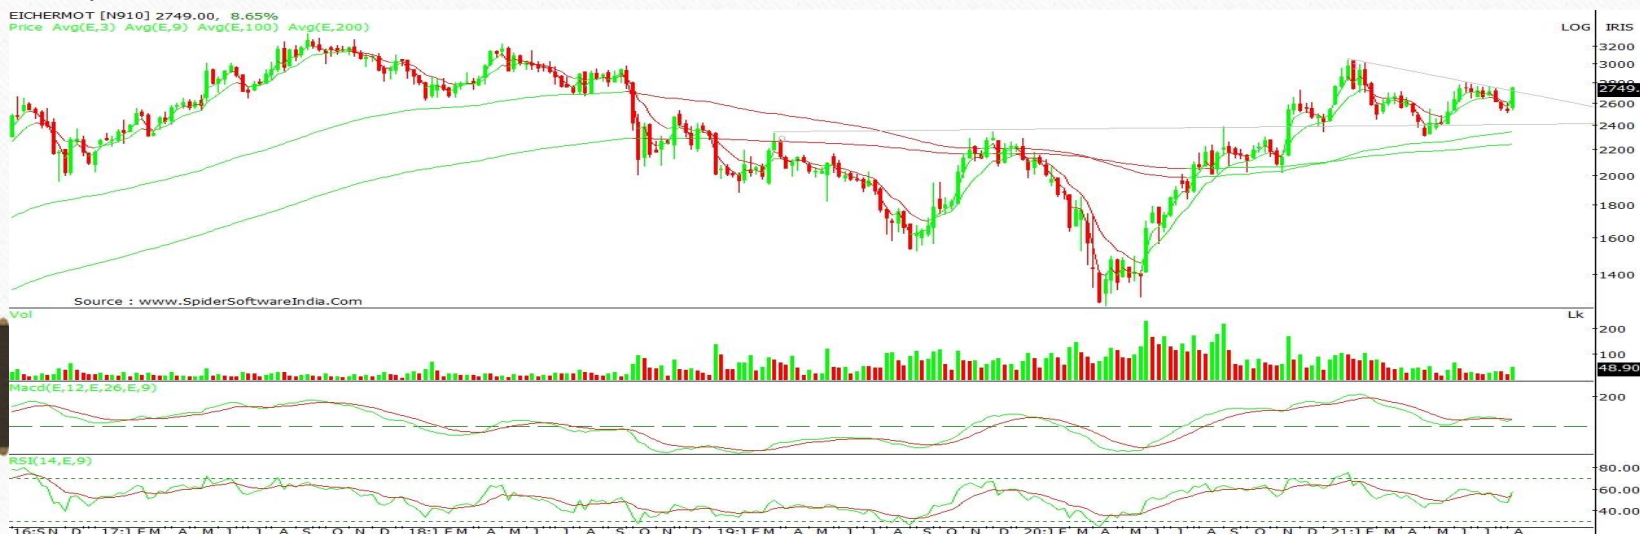 EICHERMOT [N910] 2749.00, 8.65%
Price Avg(E,3) Avg(E,9) Avg(E,100) Avg(E,200)
LOG IRIS
3200
3000
2749.
2600
2400
2200
2000
1800
1600
1400
Source : www.SpiderSoftwareIndia.Com
Vol
Lk
200
100
48.90
Macd(E,12,E,26,E,9)
200
RSI(14,E,9)
80.00
60.00
40.00